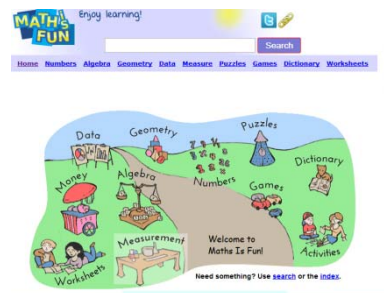 MATHS FUN
Enjoy learning!
Search
Home Numbers Algebra Geometry Data Measure Puzzles Games Dictionary Worksheets
Data
Geometry
Puzzles
Dictionary
Money
Algebra
Numbers
Games
Measurement
Welcome to
Maths Is Fun!
Worksheets
Activities
Need something? Use search or the index.